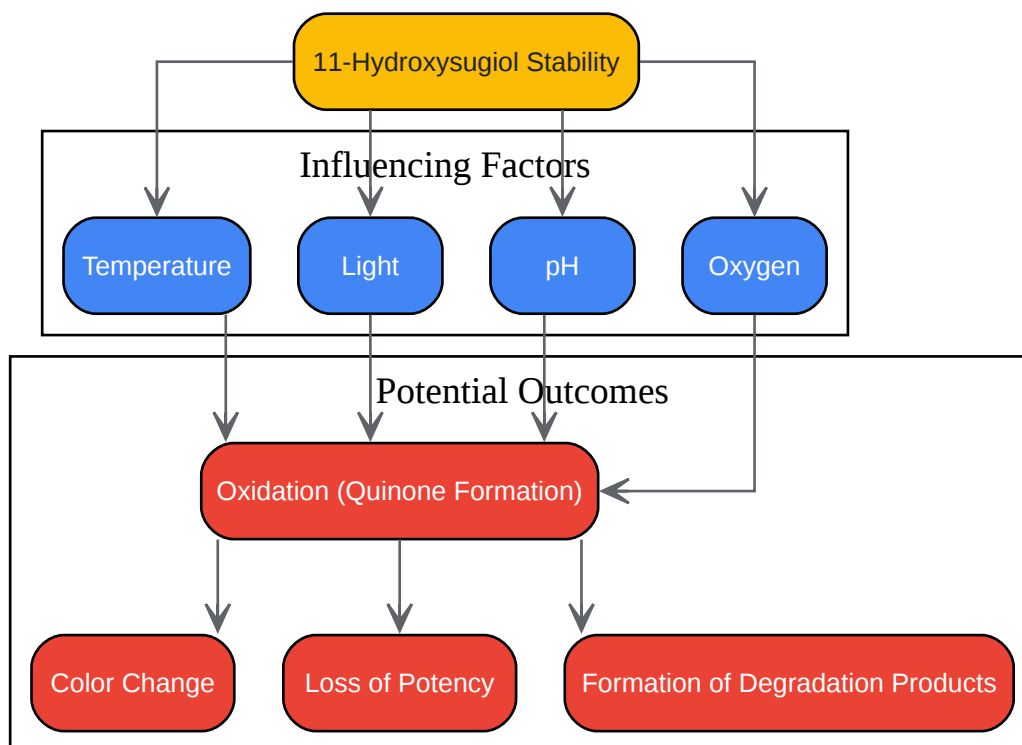 11-Hydroxysugiol Stability
Influencing Factors
Temperature
Light
pH
Oxygen
Potential Outcomes
Oxidation (Quinone Formation)
Color Change
Loss of Potency
Formation of Degradation Products